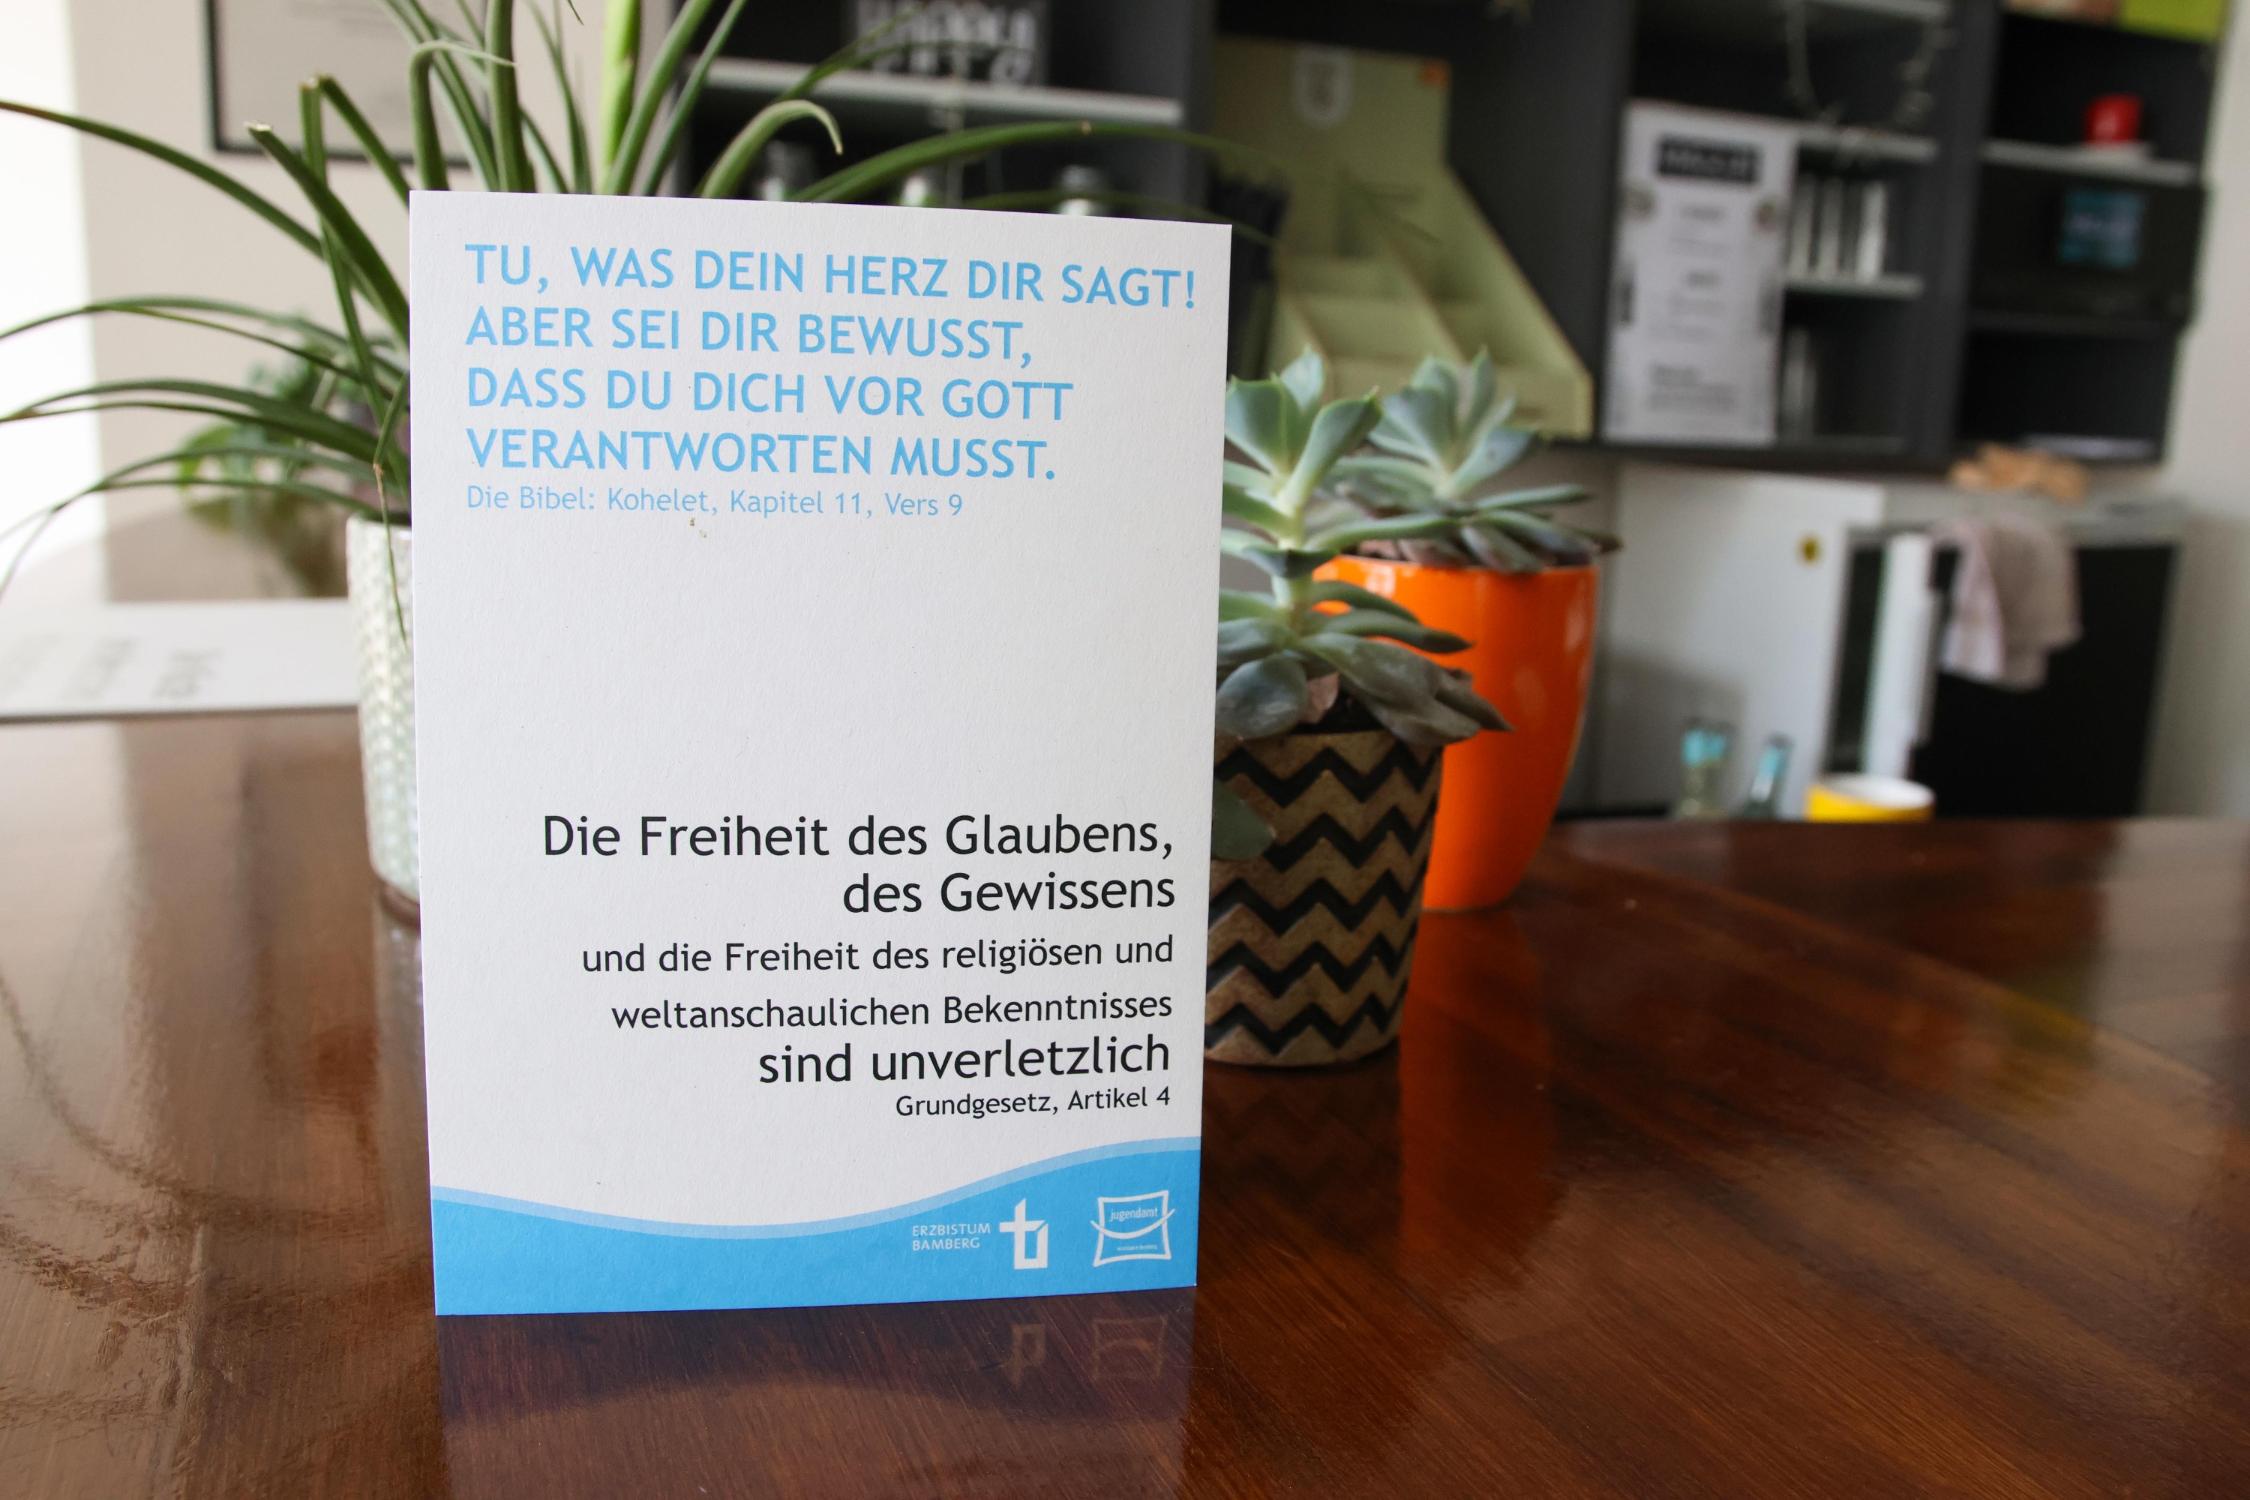 TU, WAS DEIN HERZ DIR SAGT!
ABER SEI DIR BEWUSST,
DASS DU DICH VOR GOTT
VERANTWORTEN MUSST.
Die Bibel: Kohelet, Kapitel 11, Vers 9
Die Freiheit des Glaubens,
des Gewissens
und die Freiheit des religiösen und
weltanschaulichen Bekenntnisses
sind unverletzlich
Grundgesetz, Artikel 4
ERZBISTUM
BAMBERG
jugendamt